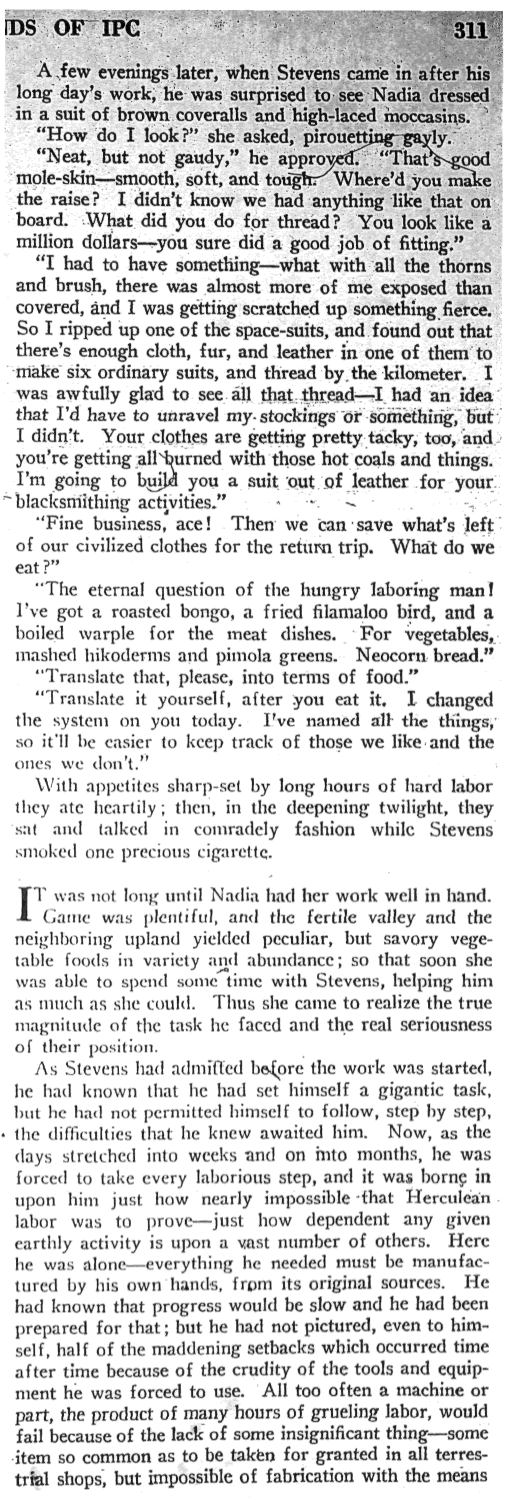 DS OF IPC 311
A few evenings later, when Stevens came in after his
long day's work, he was surprised to see Nadia dressed
in a suit of brown coveralls and high-laced moccasins.
"How do I look?" she asked, pirouetting gayly.
"Neat, but not gaudy," he approved. "That's good
mole-skin—smooth, soft, and tough. Where'd you make
the raise? I didn't know we had anything like that on
board. What did you do for thread? You look like a
million dollars—you sure did a good job of fitting."
"I had to have something—what with all the thorns
and brush, there was almost more of me exposed than
covered, and I was getting scratched up something fierce.
So I ripped up one of the space-suits, and found out that
there's enough cloth, fur, and leather in one of them to
make six ordinary suits, and thread by the kilometer. I
was awfully glad to see all that thread—I had an idea
that I'd have to unravel my stockings or something, but
I didn't. Your clothes are getting pretty tacky, too, and
you're getting all burned with those hot coals and things.
I'm going to build you a suit out of leather for your
blacksmithing activities."
"Fine business, ace! Then we can save what's left
of our civilized clothes for the return trip. What do we
eat?"
"The eternal question of the hungry laboring man!
I've got a roasted bongo, a fried filamaloo bird, and a
boiled warple for the meat dishes. For vegetables,
mashed hikoderms and pimola greens. Neocorn bread."
"Translate that, please, into terms of food."
"Translate it yourself, after you eat it. I changed
the system on you today. I've named all the things,
so it'll be easier to keep track of those we like and the
ones we don't."
With appetites sharp-set by long hours of hard labor
they ate heartily; then, in the deepening twilight, they
sat and talked in comradely fashion while Stevens
smoked one precious cigarette.
IT was not long until Nadia had her work well in hand.
Game was plentiful, and the fertile valley and the
neighboring upland yielded peculiar, but savory vege-
table foods in variety and abundance; so that soon she
was able to spend some time with Stevens, helping him
as much as she could. Thus she came to realize the true
magnitude of the task he faced and the real seriousness
of their position.
As Stevens had admitted before the work was started,
he had known that he had set himself a gigantic task,
but he had not permitted himself to follow, step by step,
the difficulties that he knew awaited him. Now, as the
days stretched into weeks and on into months, he was
forced to take every laborious step, and it was borne in
upon him just how nearly impossible that Herculean
labor was to prove—just how dependent any given
earthly activity is upon a vast number of others. Here
he was alone—everything he needed must be manufac-
tured by his own hands, from its original sources. He
had known that progress would be slow and he had been
prepared for that; but he had not pictured, even to him-
self, half of the maddening setbacks which occurred time
after time because of the crudity of the tools and equip-
ment he was forced to use. All too often a machine or
part, the product of many hours of grueling labor, would
fail because of the lack of some insignificant thing—some
item so common as to be taken for granted in all terres-
trial shops, but impossible of fabrication with the means